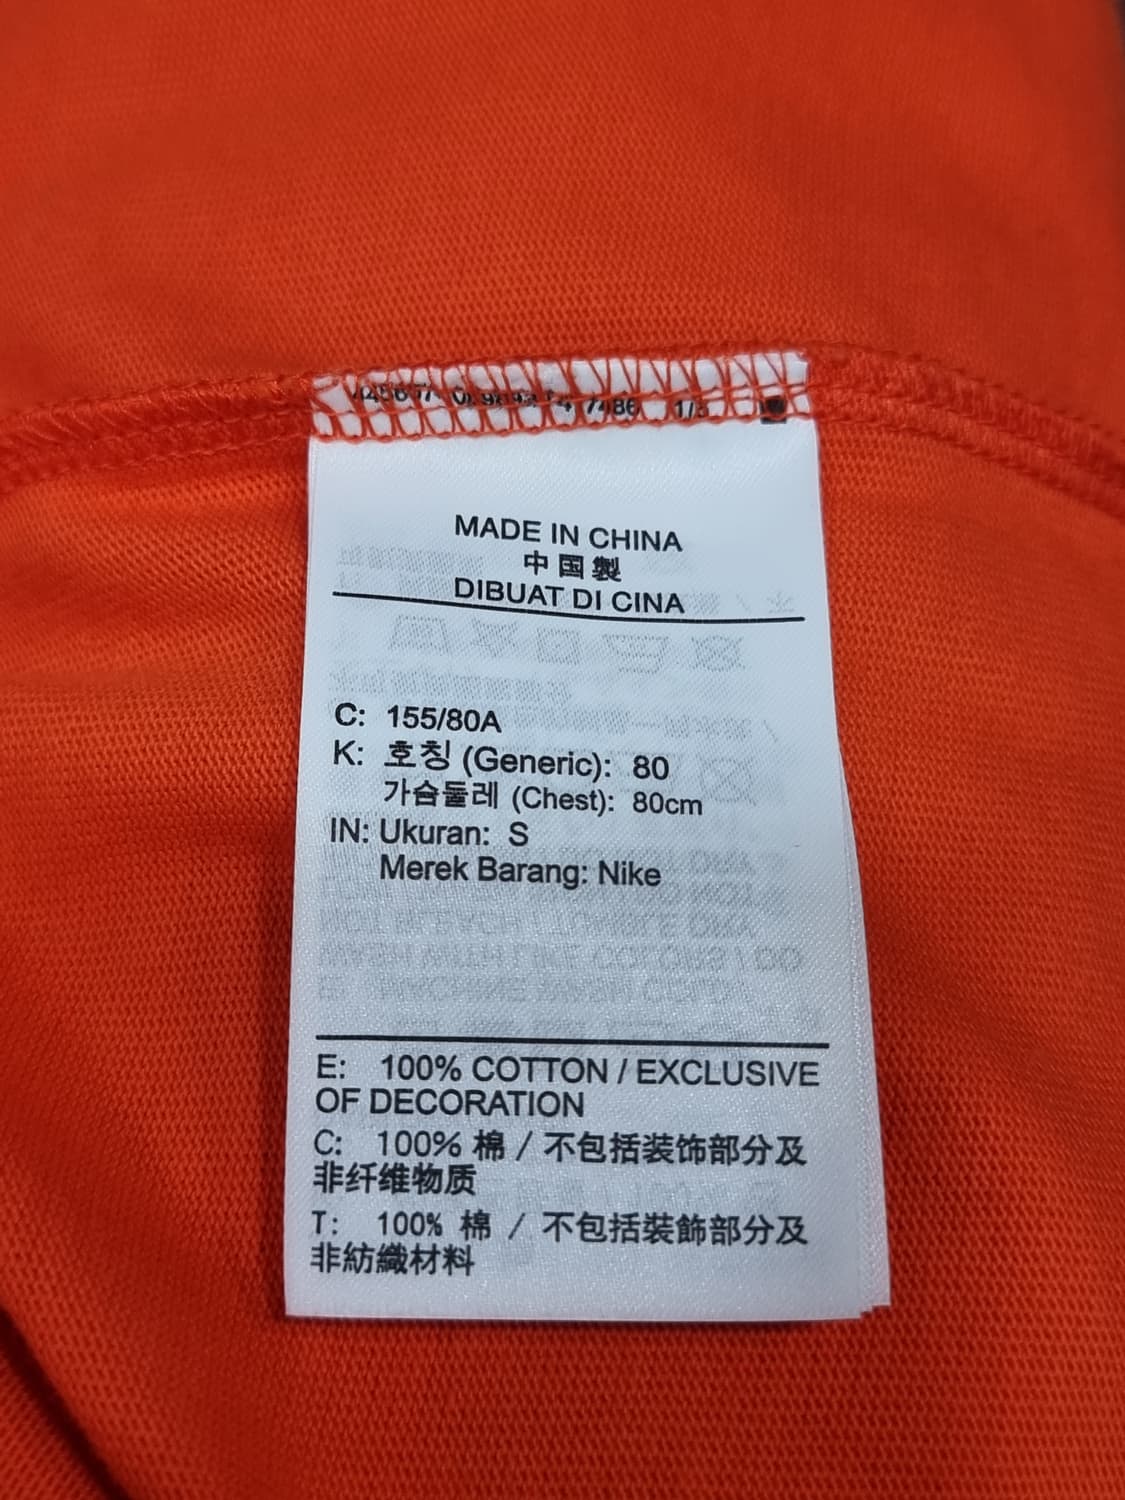 7486 1/3
MADE IN CHINA
中国製
DIBUAT DI CINA
C: 155/80A
K: 호칭 (Generic): 80
가슴둘레 (Chest): 80cm
IN: Ukuran: S
Merek Barang: Nike
E: 100% COTTON / EXCLUSIVE
OF DECORATION
C: 100% 棉 / 不包括装饰部分及
非纤维物质
T: 100% 棉 / 不包括裝飾部分及
非紡織材料